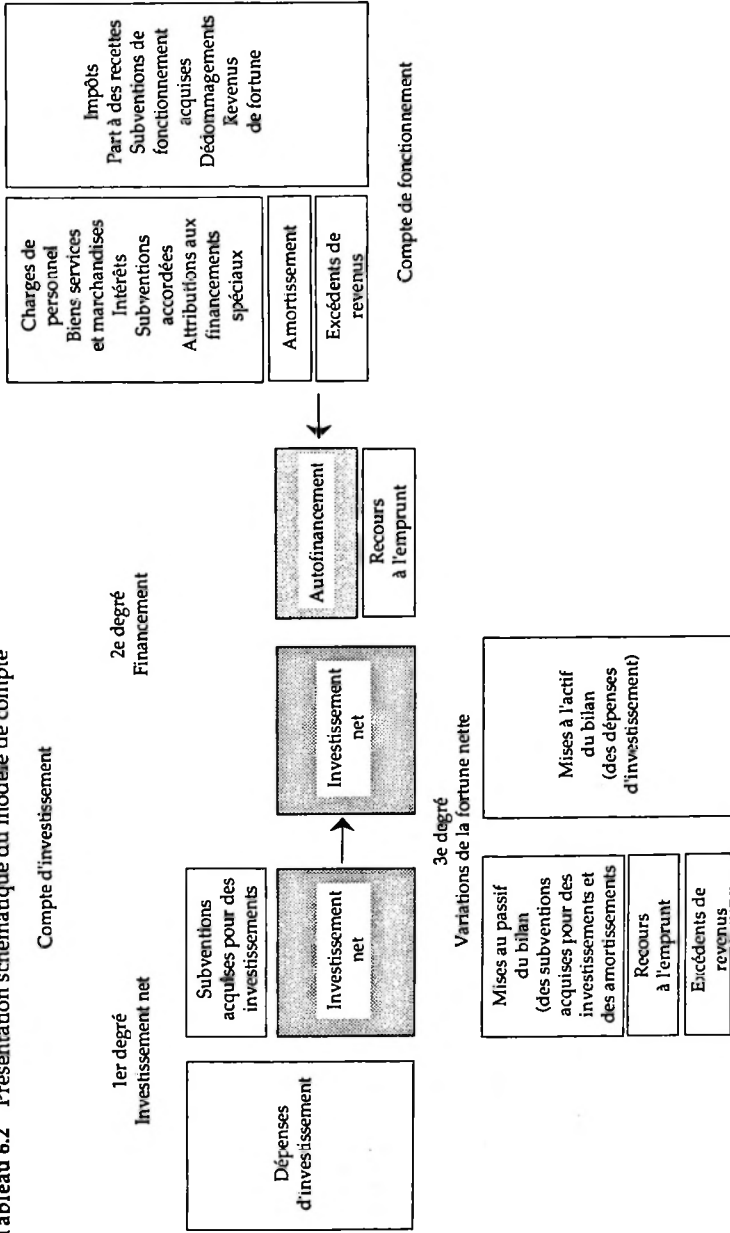 Tableau 6.2 Présentation schématique du modèle de compte
Compte d'investissement
1er degré
Investissement net
2e degré
Financement
Dépenses
d'investissement
Subventions
acquises pour des
investissements
Investissement
net
Investissement
net
Autofinancement
Recours
à l'emprunt
Charges de
personnel
Biens services
et marchandises
Intérêts
Subventions
accordées
Attributions aux
financements
spéciaux
Amortissement
Excédents de
revenus
Impôts
Part à des recettes
Subventions de
fonctionnement
acquises
Dédommagements
Revenus
de fortune
Compte de fonctionnement
3e degré
Variations de la fortune nette
Mises au passif
du bilan
(des subventions
acquises pour des
investissements et
des amortissements
Recours
à l'emprunt
Excédents de
revenus
Mises à l'actif
du bilan
(des dépenses
d'investissement)